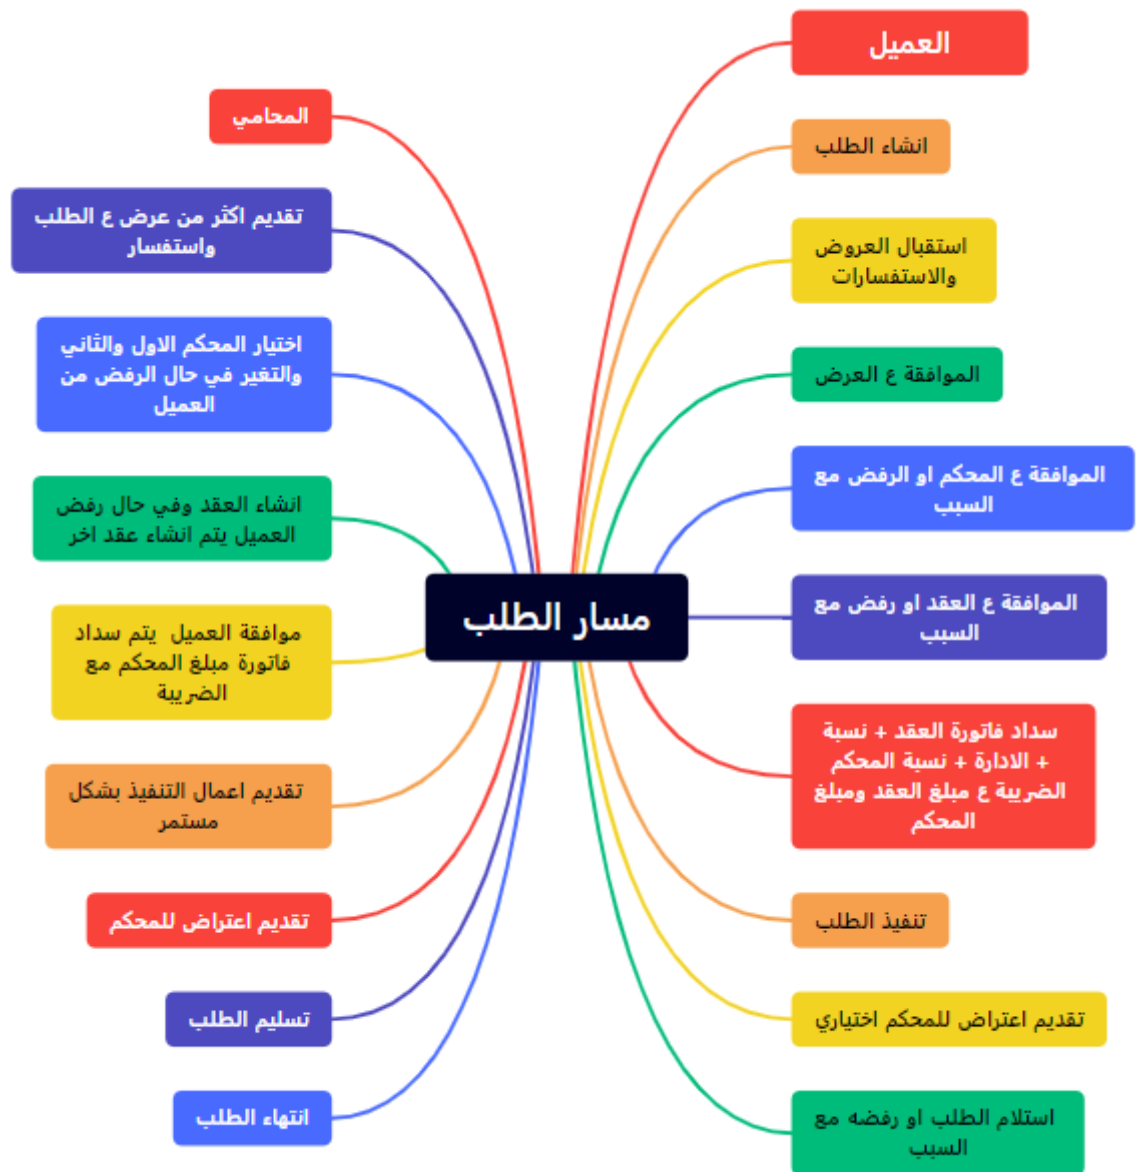 مسار الطلب
العميل
انشاء الطلب
استقبال العروض
والاستفسارات
الموافقة ع العرض
الموافقة ع المحكم او الرفض مع
السبب
الموافقة ع العقد او رفض مع
السبب
سداد فاتورة العقد + نسبة
الادارة + نسبة المحكم +
الضريبة ع مبلغ العقد ومبلغ
المحكم
تنفيذ الطلب
تقديم اعتراض للمحكم اختياري
استلام الطلب او رفضه مع
السبب
المحامي
تقديم اكثر من عرض ع الطلب
واستفسار
اختيار المحكم الاول والثاني
والتغير في حال الرفض من
العميل
انشاء العقد وفي حال رفض
العميل يتم انشاء عقد اخر
موافقة العميل  يتم سداد
فاتورة مبلغ المحكم مع
الضريبة
تقديم اعمال التنفيذ بشكل
مستمر
تقديم اعتراض للمحكم
تسليم الطلب
انتهاء الطلب